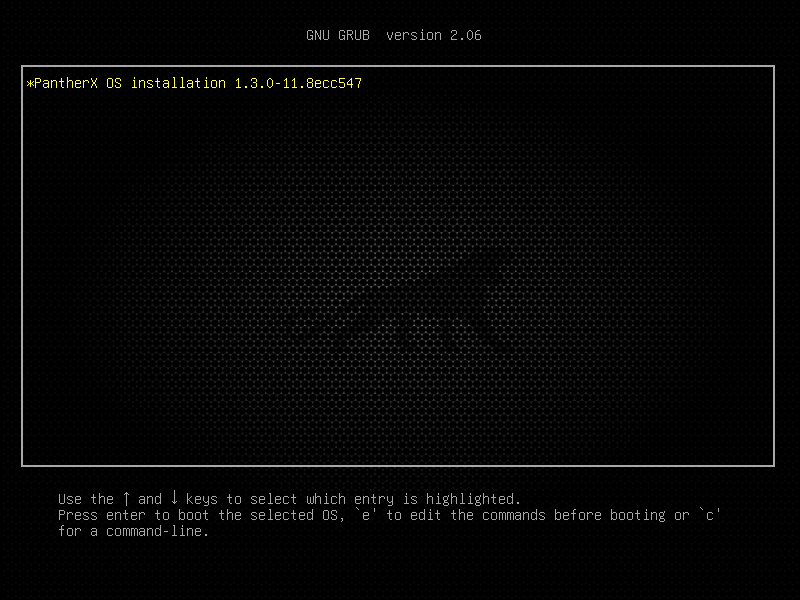 GNU GRUB  version 2.06
*PantherX OS installation 1.3.0-11.8ecc547
Use the ↑ and ↓ keys to select which entry is highlighted.
Press enter to boot the selected OS, `e' to edit the commands before booting or `c'
for a command-line.